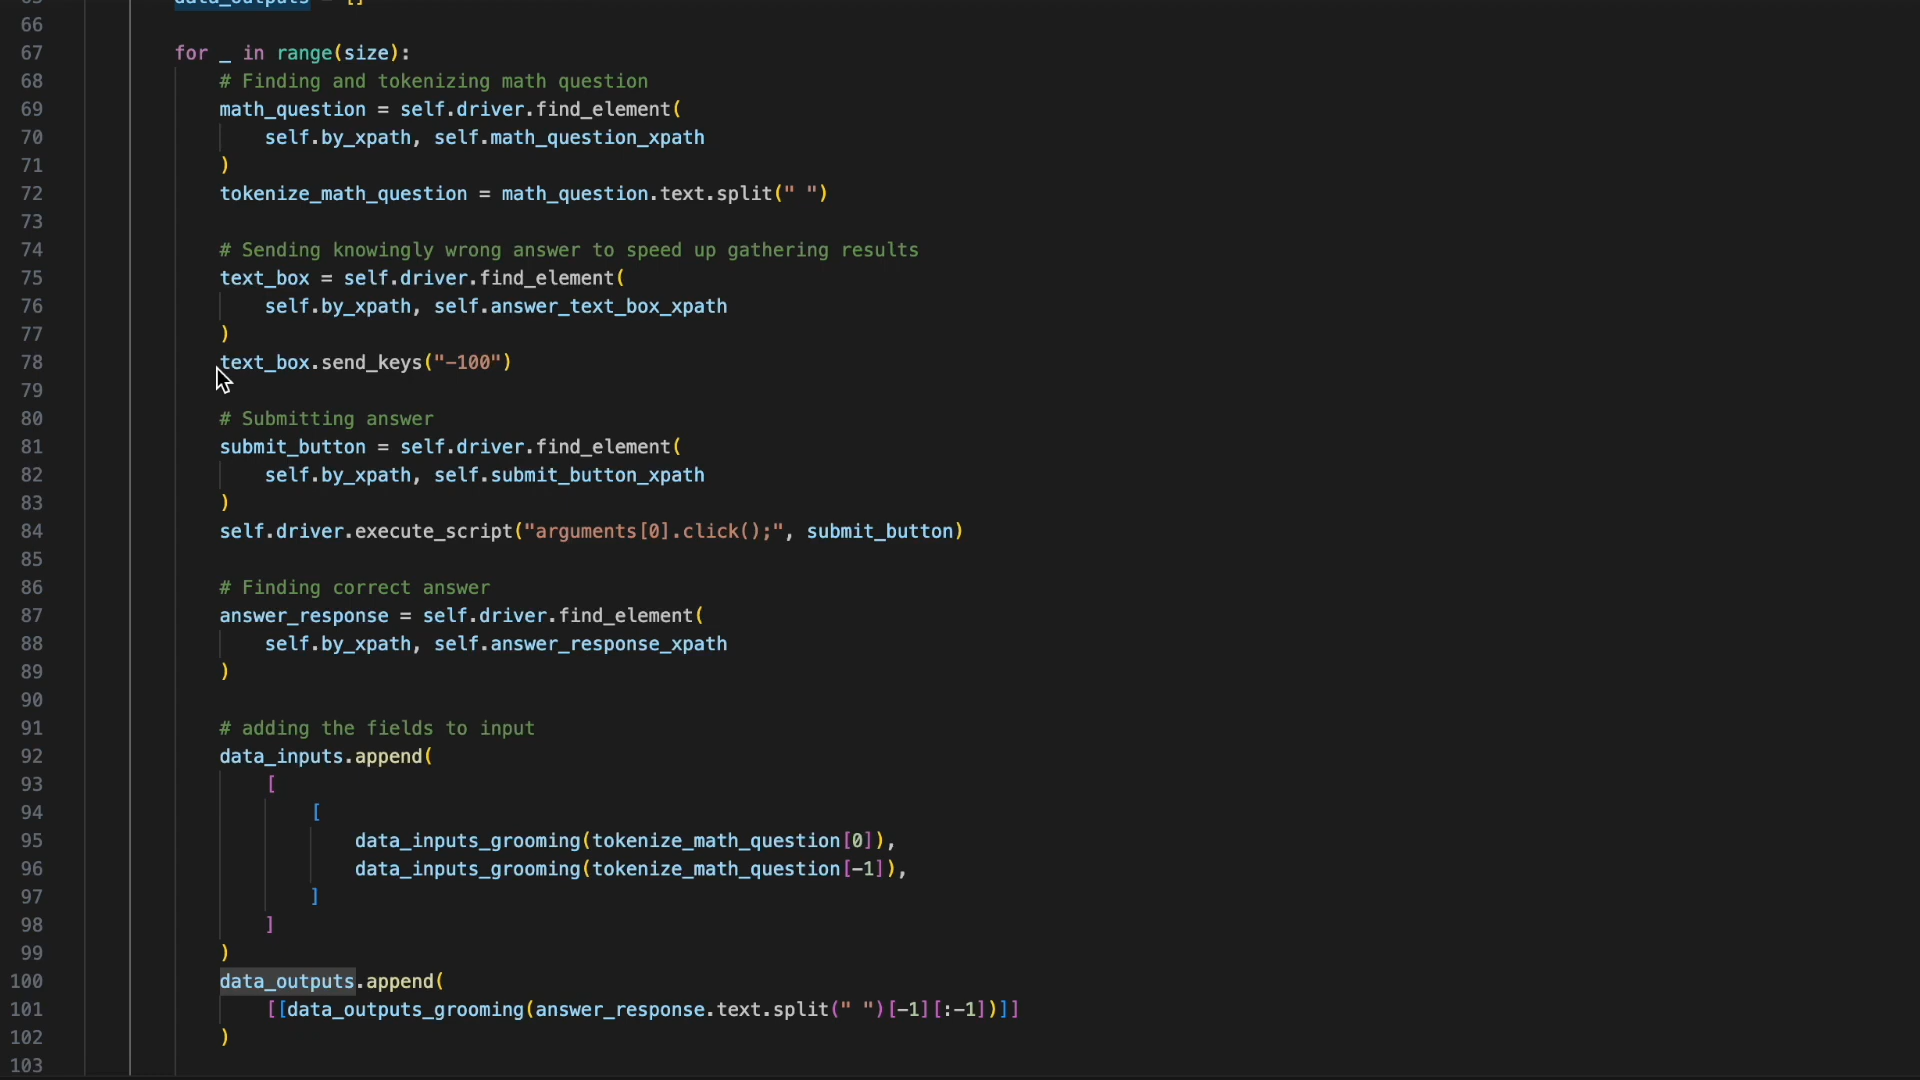 65 data_outputs = []
66
67 for _ in range(size):
68 # Finding and tokenizing math question
69 math_question = self.driver.find_element(
70 self.by_xpath, self.math_question_xpath
71 )
72 tokenize_math_question = math_question.text.split(" ")
73
74 # Sending knowingly wrong answer to speed up gathering results
75 text_box = self.driver.find_element(
76 self.by_xpath, self.answer_text_box_xpath
77 )
78 text_box.send_keys("-100")
79
80 # Submitting answer
81 submit_button = self.driver.find_element(
82 self.by_xpath, self.submit_button_xpath
83 )
84 self.driver.execute_script("arguments[0].click();", submit_button)
85
86 # Finding correct answer
87 answer_response = self.driver.find_element(
88 self.by_xpath, self.answer_response_xpath
89 )
90
91 # adding the fields to input
92 data_inputs.append(
93 [
94 [
95 data_inputs_grooming(tokenize_math_question[0]),
96 data_inputs_grooming(tokenize_math_question[-1]),
97 ]
98 ]
99 )
100 data_outputs.append(
101 [[data_outputs_grooming(answer_response.text.split(" ")[-1][:-1])]]
102 )
103